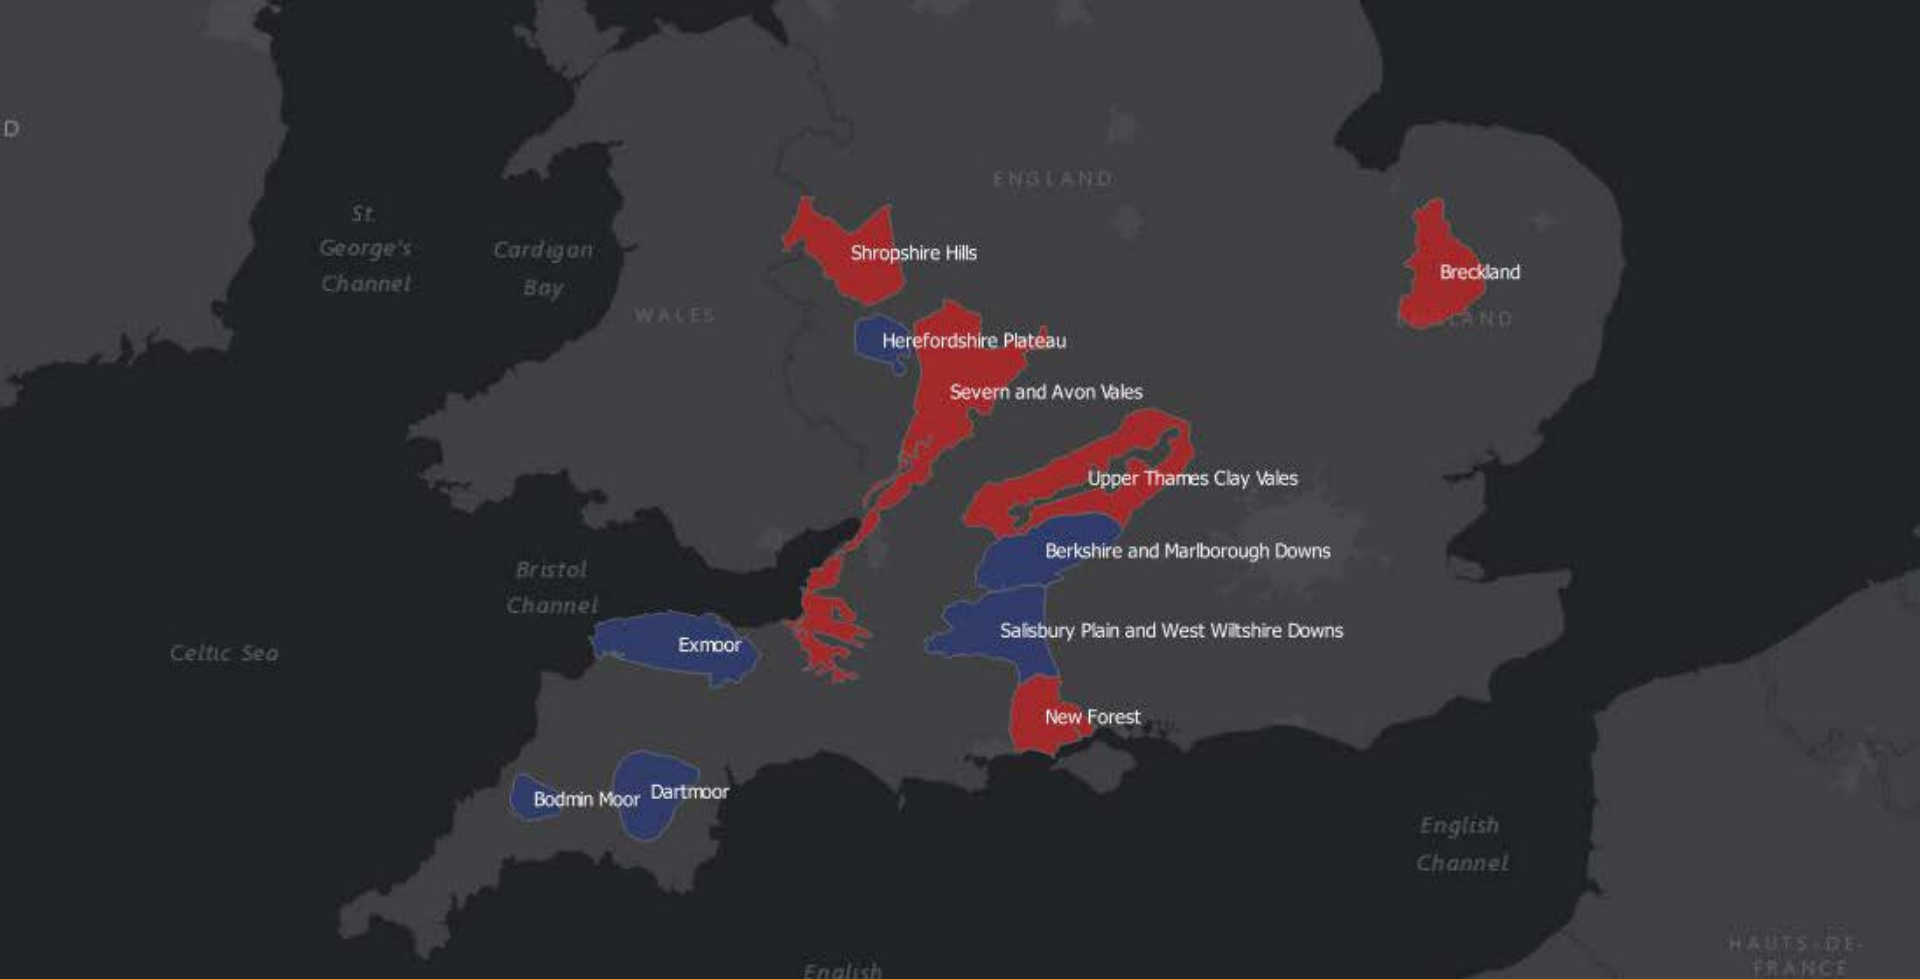 D
ENGLAND
St.
George's
Channel
Cardigan
Bay
Shropshire Hills
Breckland
WALES
ENGLAND
Herefordshire Plateau
Severn and Avon Vales
Upper Thames Clay Vales
Berkshire and Marlborough Downs
Bristol
Channel
Salisbury Plain and West Wiltshire Downs
Exmoor
Celtic Sea
New Forest
Bodmin Moor
Dartmoor
English
Channel
HAUTS-DE-
FRANCE
English